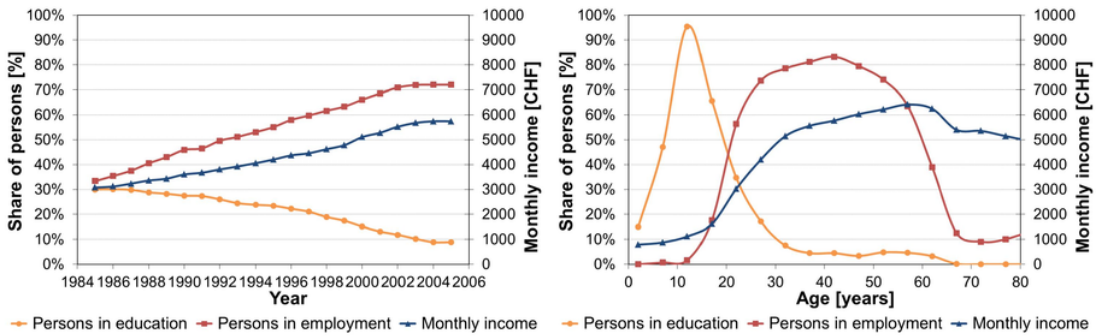 100% 10000
90% 9000
80% 8000
70% 7000
60% 6000
50% 5000
40% 4000
30% 3000
20% 2000
10% 1000
0% 0
Share of persons [%]
Monthly income [CHF]
1984 1986 1988 1990 1992 1994 1996 1998 2000 2002 2004 2006
Year
Persons in education Persons in employment Monthly income
100% 10000
90% 9000
80% 8000
70% 7000
60% 6000
50% 5000
40% 4000
30% 3000
20% 2000
10% 1000
0% 0
Share of persons [%]
Monthly income [CHF]
0 10 20 30 40 50 60 70 80
Age [years]
Persons in education Persons in employment Monthly income